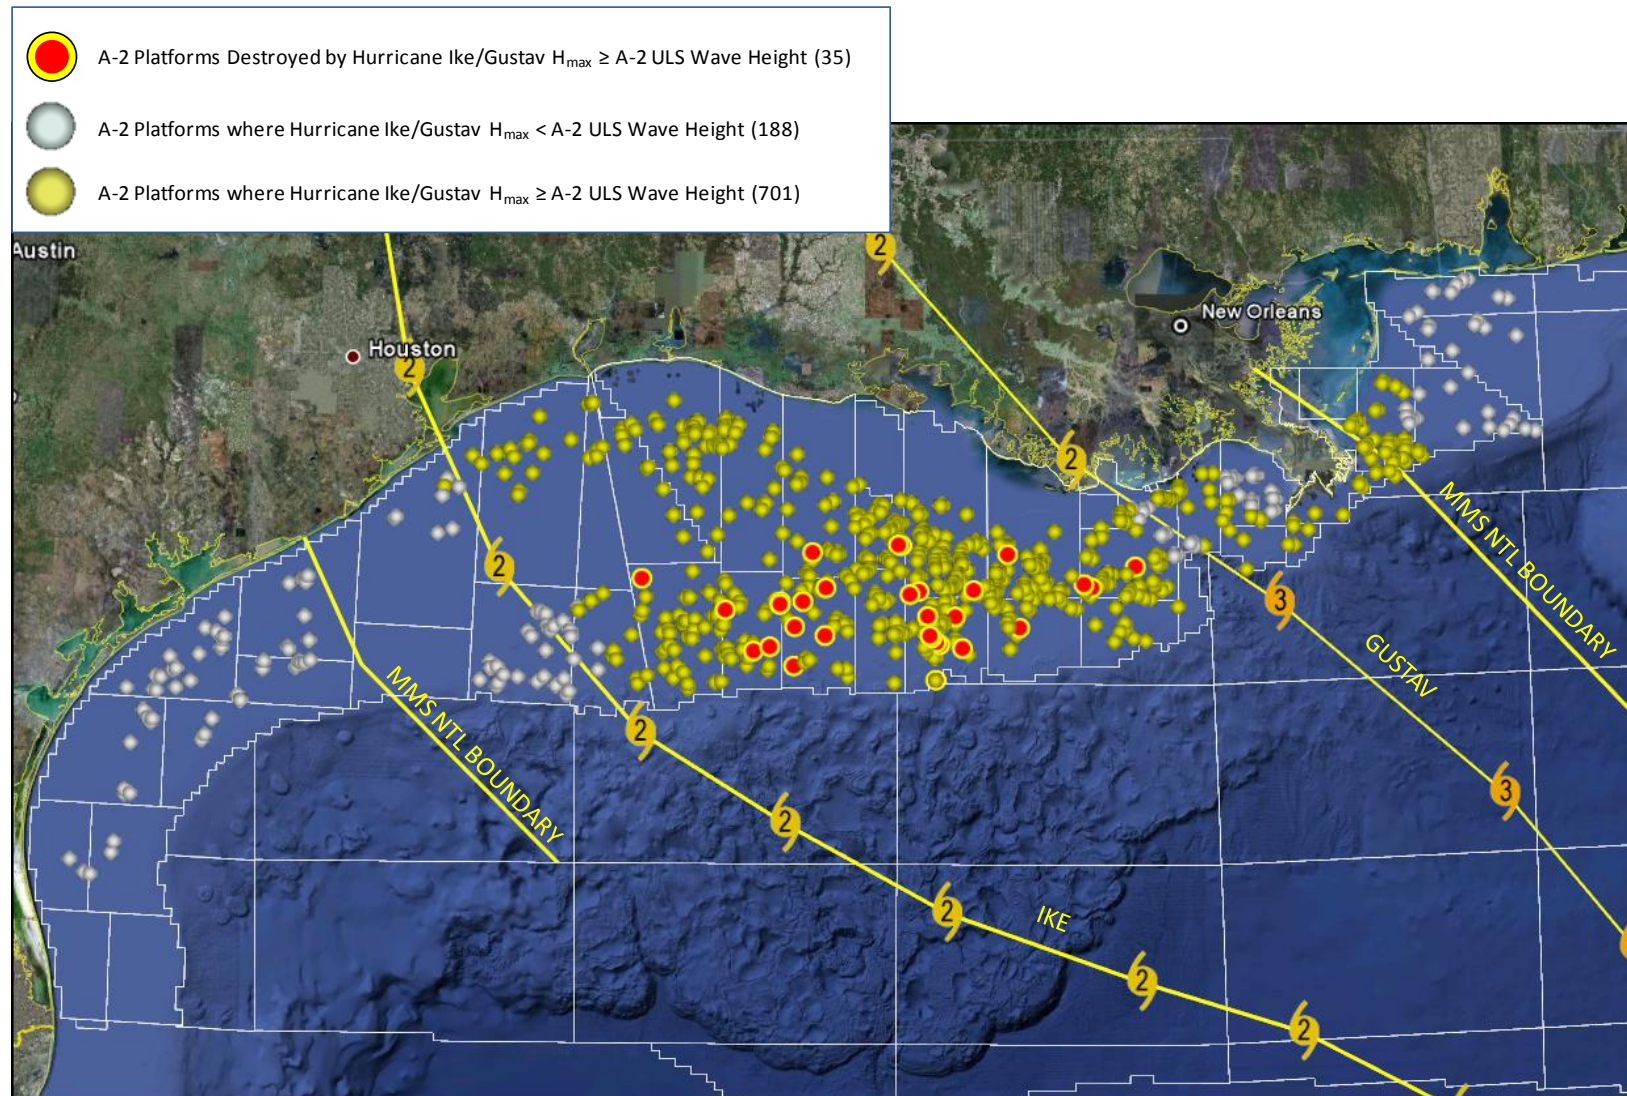 A-2 Platforms Destroyed by Hurricane Ike/Gustav Hmax ≥ A-2 ULS Wave Height (35)
A-2 Platforms where Hurricane Ike/Gustav Hmax < A-2 ULS Wave Height (188)
A-2 Platforms where Hurricane Ike/Gustav Hmax ≥ A-2 ULS Wave Height (701)
Austin
2
New Orleans
Houston
2
2
MMS NTL BOUNDARY
2
3
GUSTAV
MMS NTL BOUNDARY
2
3
2
2
IKE
2
2